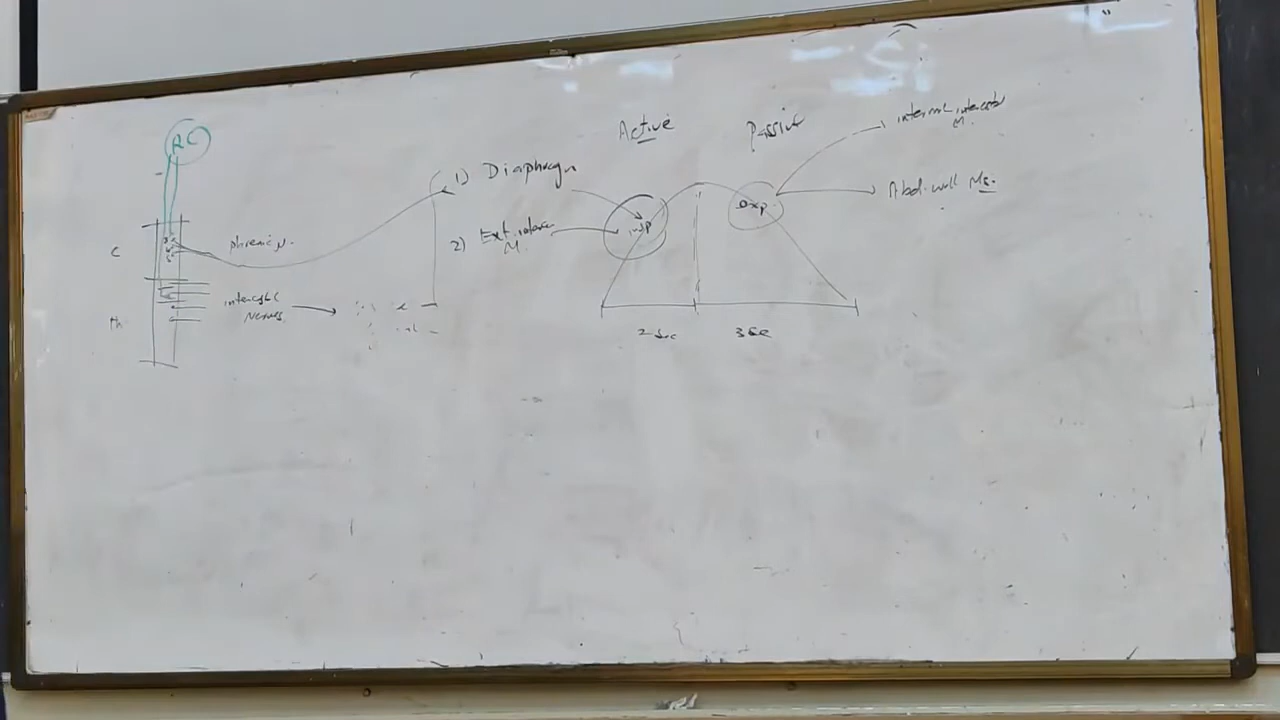 RC
Active
Passive
1) Diaphragm
insp
exp.
Abd. wall Ms.
2) Ext. interc
M.
C
phrenic n.
intercostal
nerves
th
2 sec
3 sec
internal intercostal
M.